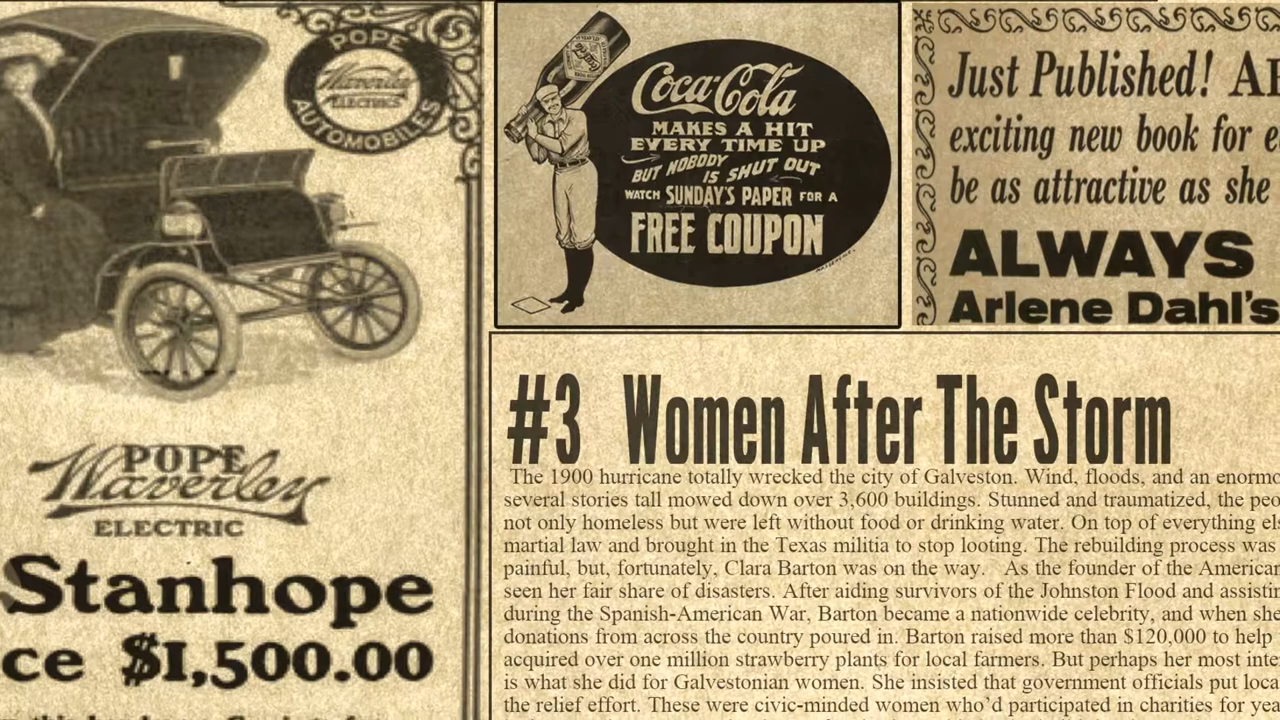 POPE
Waverley
ELECTRICS
AUTOMOBILES
POPE
Waverley
ELECTRIC
Stanhope
ce $1,500.00
Coca-Cola
Coca-Cola
MAKES A HIT
EVERY TIME UP
BUT NOBODY
IS SHUT OUT
WATCH SUNDAY'S PAPER FOR A
FREE COUPON
Just Published! AR
exciting new book for e
be as attractive as she
ALWAYS
Arlene Dahl's
#3 Women After The Storm
The 1900 hurricane totally wrecked the city of Galveston. Wind, floods, and an enormo
several stories tall mowed down over 3,600 buildings. Stunned and traumatized, the peo
not only homeless but were left without food or drinking water. On top of everything el
martial law and brought in the Texas militia to stop looting. The rebuilding process was
painful, but, fortunately, Clara Barton was on the way. As the founder of the American
seen her fair share of disasters. After aiding survivors of the Johnston Flood and assistin
during the Spanish-American War, Barton became a nationwide celebrity, and when she
donations from across the country poured in. Barton raised more than $120,000 to help
acquired over one million strawberry plants for local farmers. But perhaps her most inte
is what she did for Galvestonian women. She insisted that government officials put loca
the relief effort. These were civic-minded women who'd participated in charities for yea